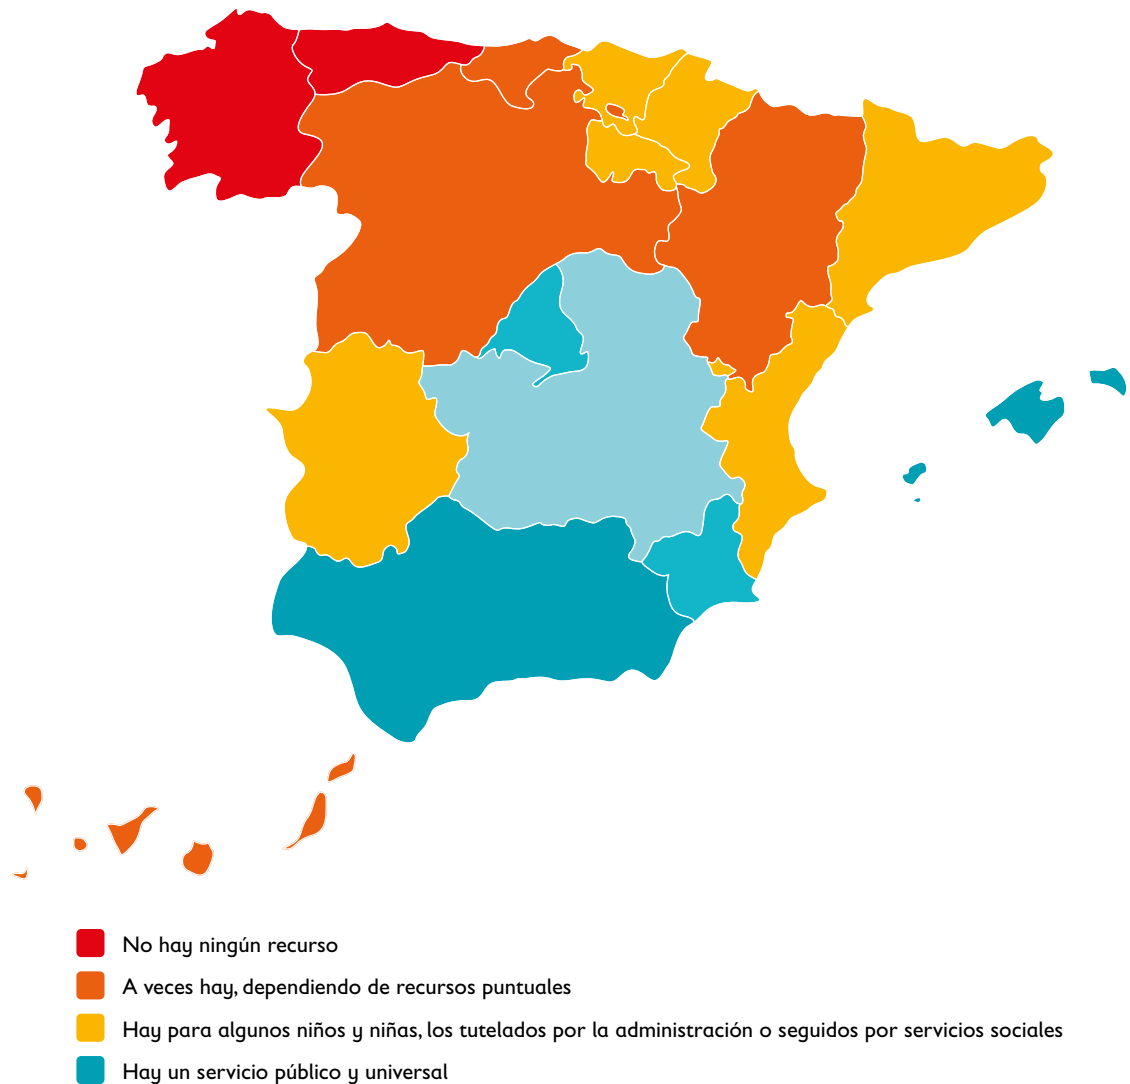 No hay ningún recurso
A veces hay, dependiendo de recursos puntuales
Hay para algunos niños y niñas, los tutelados por la administración o seguidos por servicios sociales
Hay un servicio público y universal